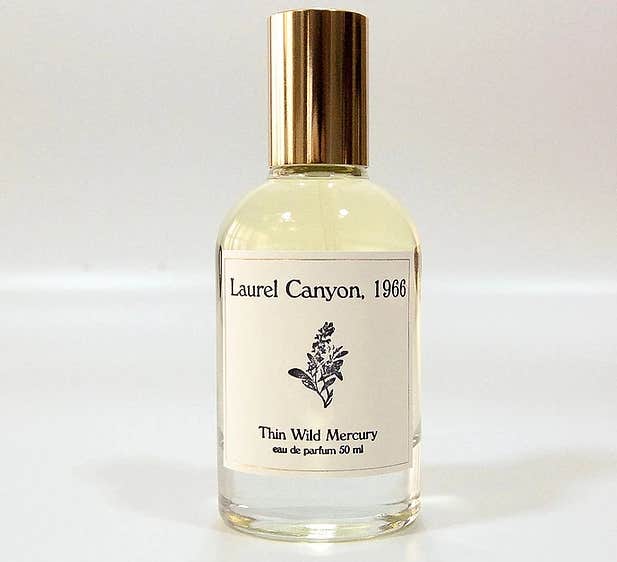 Laurel Canyon, 1966
Thin Wild Mercury
eau de parfum 50 ml